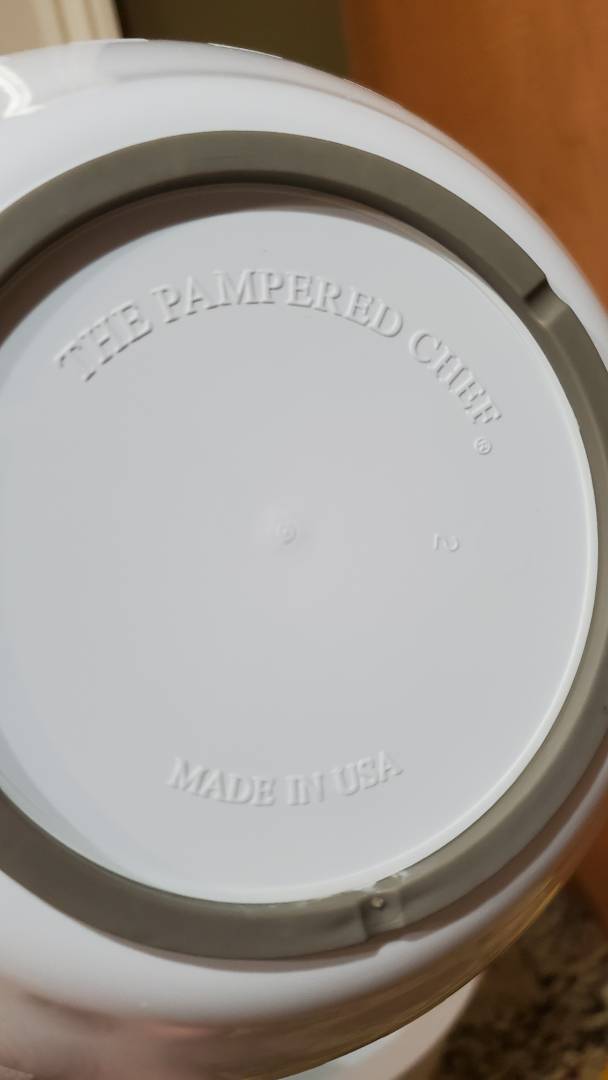 THE PAMPERED CHEF®
2
MADE IN USA